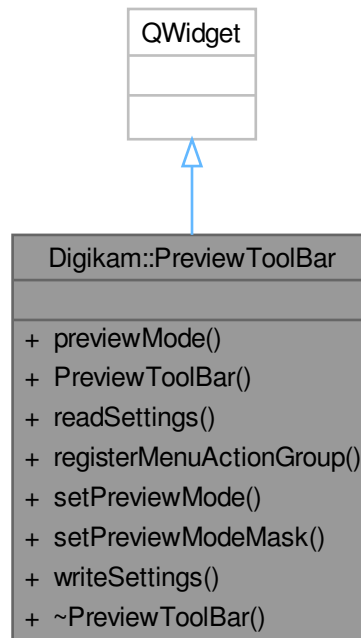 QWidget
Digikam::PreviewToolBar
+ previewMode()
+ PreviewToolBar()
+ readSettings()
+ registerMenuActionGroup()
+ setPreviewMode()
+ setPreviewModeMask()
+ writeSettings()
+ ~PreviewToolBar()